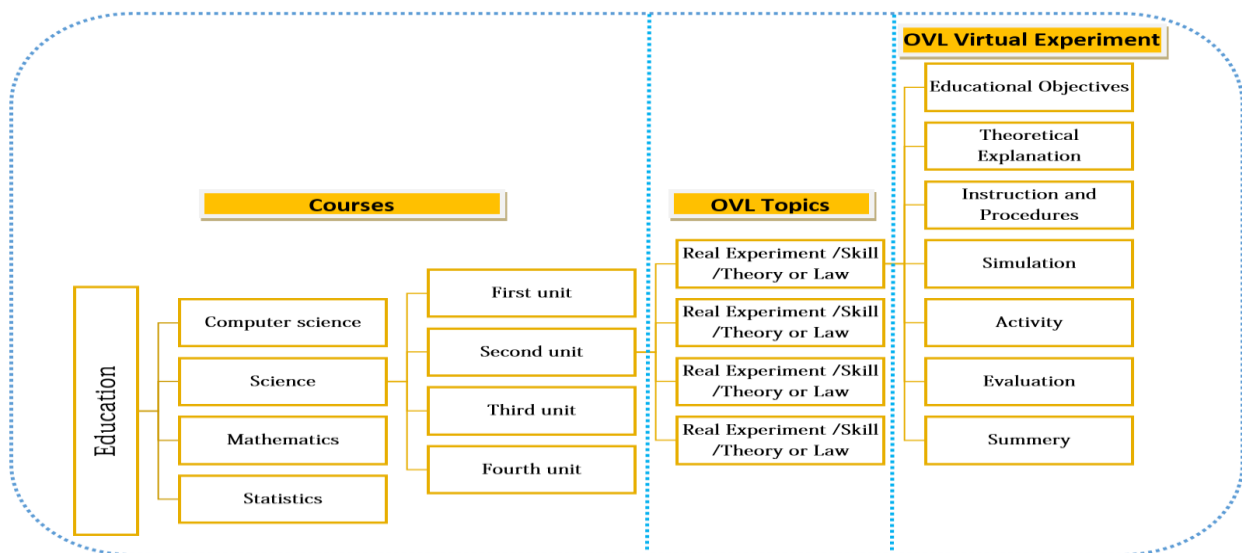 Courses
Education
Computer science
Science
Mathematics
Statistics
First unit
Second unit
Third unit
Fourth unit
OVL Topics
Real Experiment /Skill
/Theory or Law
Real Experiment /Skill
/Theory or Law
Real Experiment /Skill
/Theory or Law
Real Experiment /Skill
/Theory or Law
OVL Virtual Experiment
Educational Objectives
Theoretical
Explanation
Instruction and
Procedures
Simulation
Activity
Evaluation
Summery